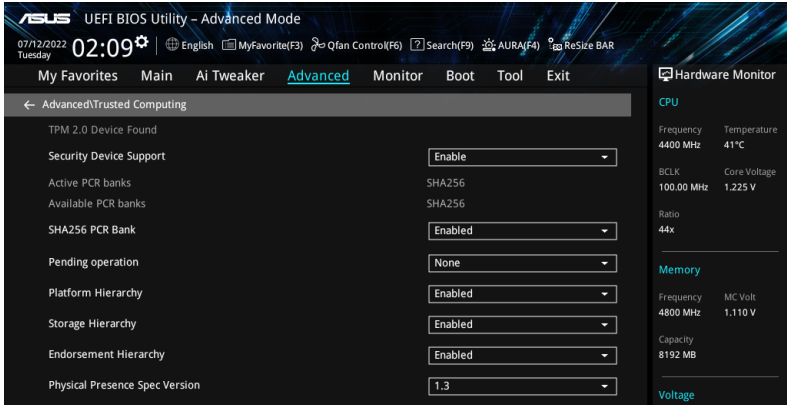 ASUS UEFI BIOS Utility – Advanced Mode
07/12/2022 Tuesday 02:09 English MyFavorite(F3) Qfan Control(F6) ? Search(F9) AURA(F4) ReSize BAR
My Favorites Main Ai Tweaker Advanced Monitor Boot Tool Exit
Hardware Monitor
← Advanced\Trusted Computing
TPM 2.0 Device Found
Security Device Support Enable
Active PCR banks SHA256
Available PCR banks SHA256
SHA256 PCR Bank Enabled
Pending operation None
Platform Hierarchy Enabled
Storage Hierarchy Enabled
Endorsement Hierarchy Enabled
Physical Presence Spec Version 1.3
CPU
Frequency Temperature
4400 MHz 41°C
BCLK Core Voltage
100.00 MHz 1.225 V
Ratio
44x
Memory
Frequency MC Volt
4800 MHz 1.110 V
Capacity
8192 MB
Voltage